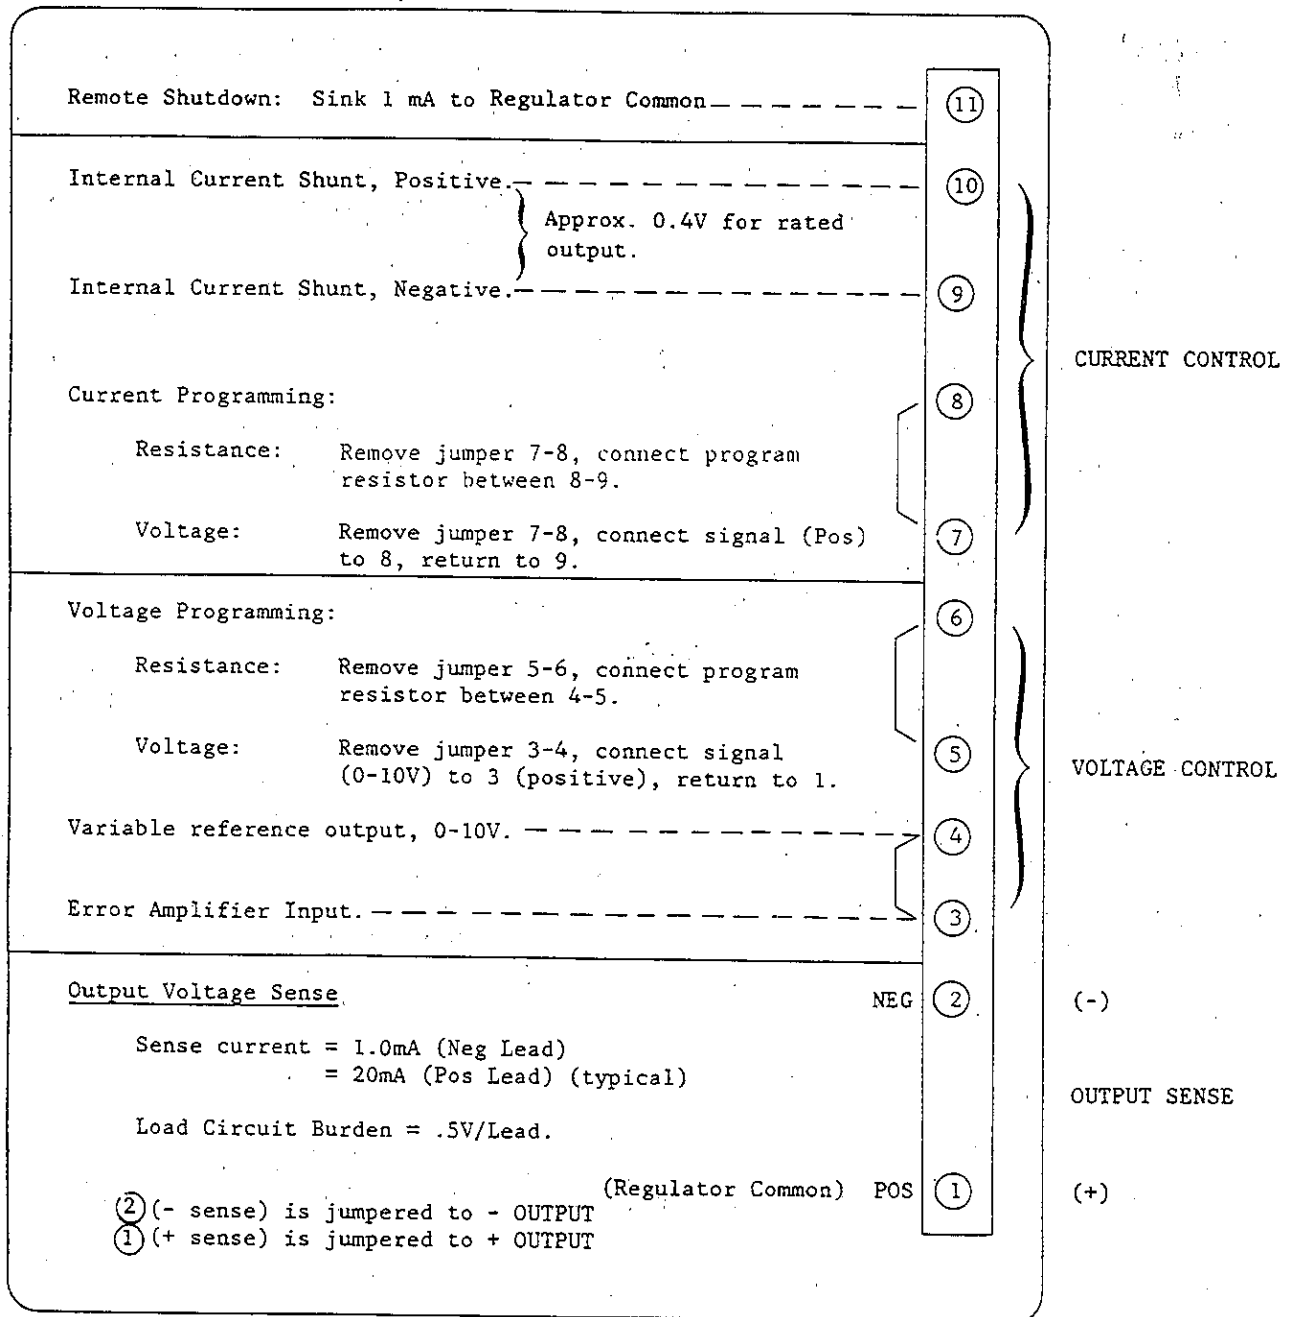 Remote Shutdown: Sink 1 mA to Regulator Common
11
Internal Current Shunt, Positive.
10
Approx. 0.4V for rated
output.
Internal Current Shunt, Negative.
9
CURRENT CONTROL
Current Programming:
8
Resistance: Remove jumper 7-8, connect program
resistor between 8-9.
Voltage: Remove jumper 7-8, connect signal (Pos)
to 8, return to 9.
7
Voltage Programming:
6
Resistance: Remove jumper 5-6, connect program
resistor between 4-5.
Voltage: Remove jumper 3-4, connect signal
(0-10V) to 3 (positive), return to 1.
5
VOLTAGE CONTROL
Variable reference output, 0-10V.
4
Error Amplifier Input.
3
Output Voltage Sense
NEG 2 (-)
Sense current = 1.0mA (Neg Lead)
= 20mA (Pos Lead) (typical)
OUTPUT SENSE
Load Circuit Burden = .5V/Lead.
(Regulator Common) POS 1 (+)
2 (- sense) is jumpered to - OUTPUT
1 (+ sense) is jumpered to + OUTPUT